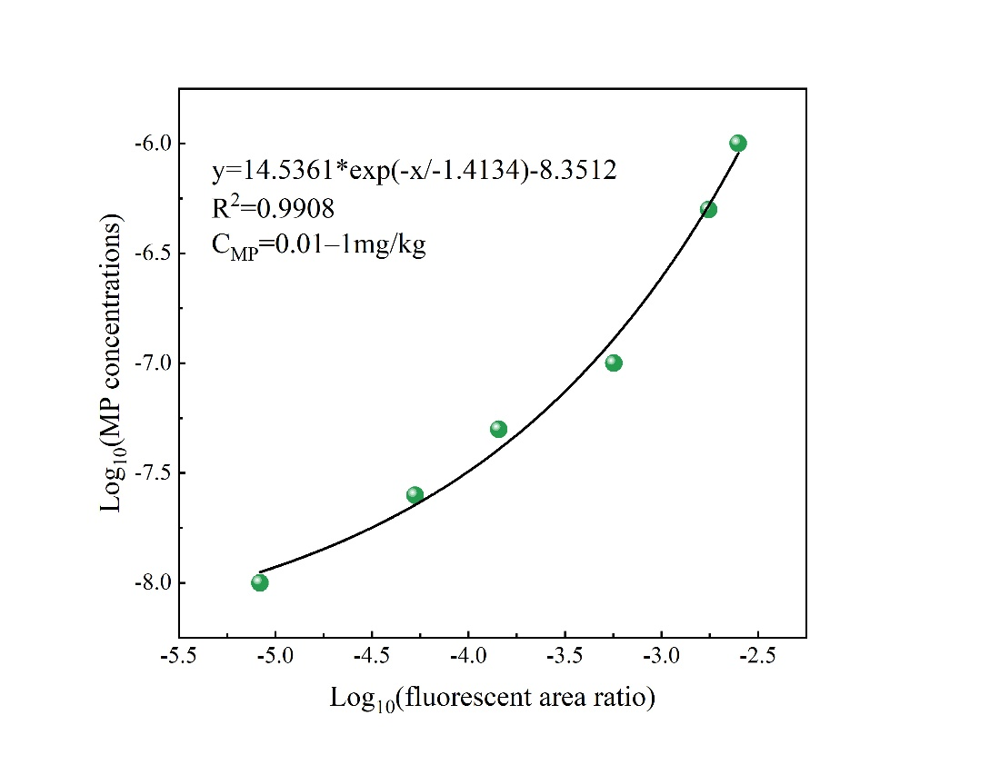 y=14.5361*exp(-x/-1.4134)-8.3512
R²=0.9908
C_MP=0.01–1mg/kg
-6.0
-6.5
-7.0
-7.5
-8.0
Log₁₀(MP concentrations)
-5.5 -5.0 -4.5 -4.0 -3.5 -3.0 -2.5
Log₁₀(fluorescent area ratio)